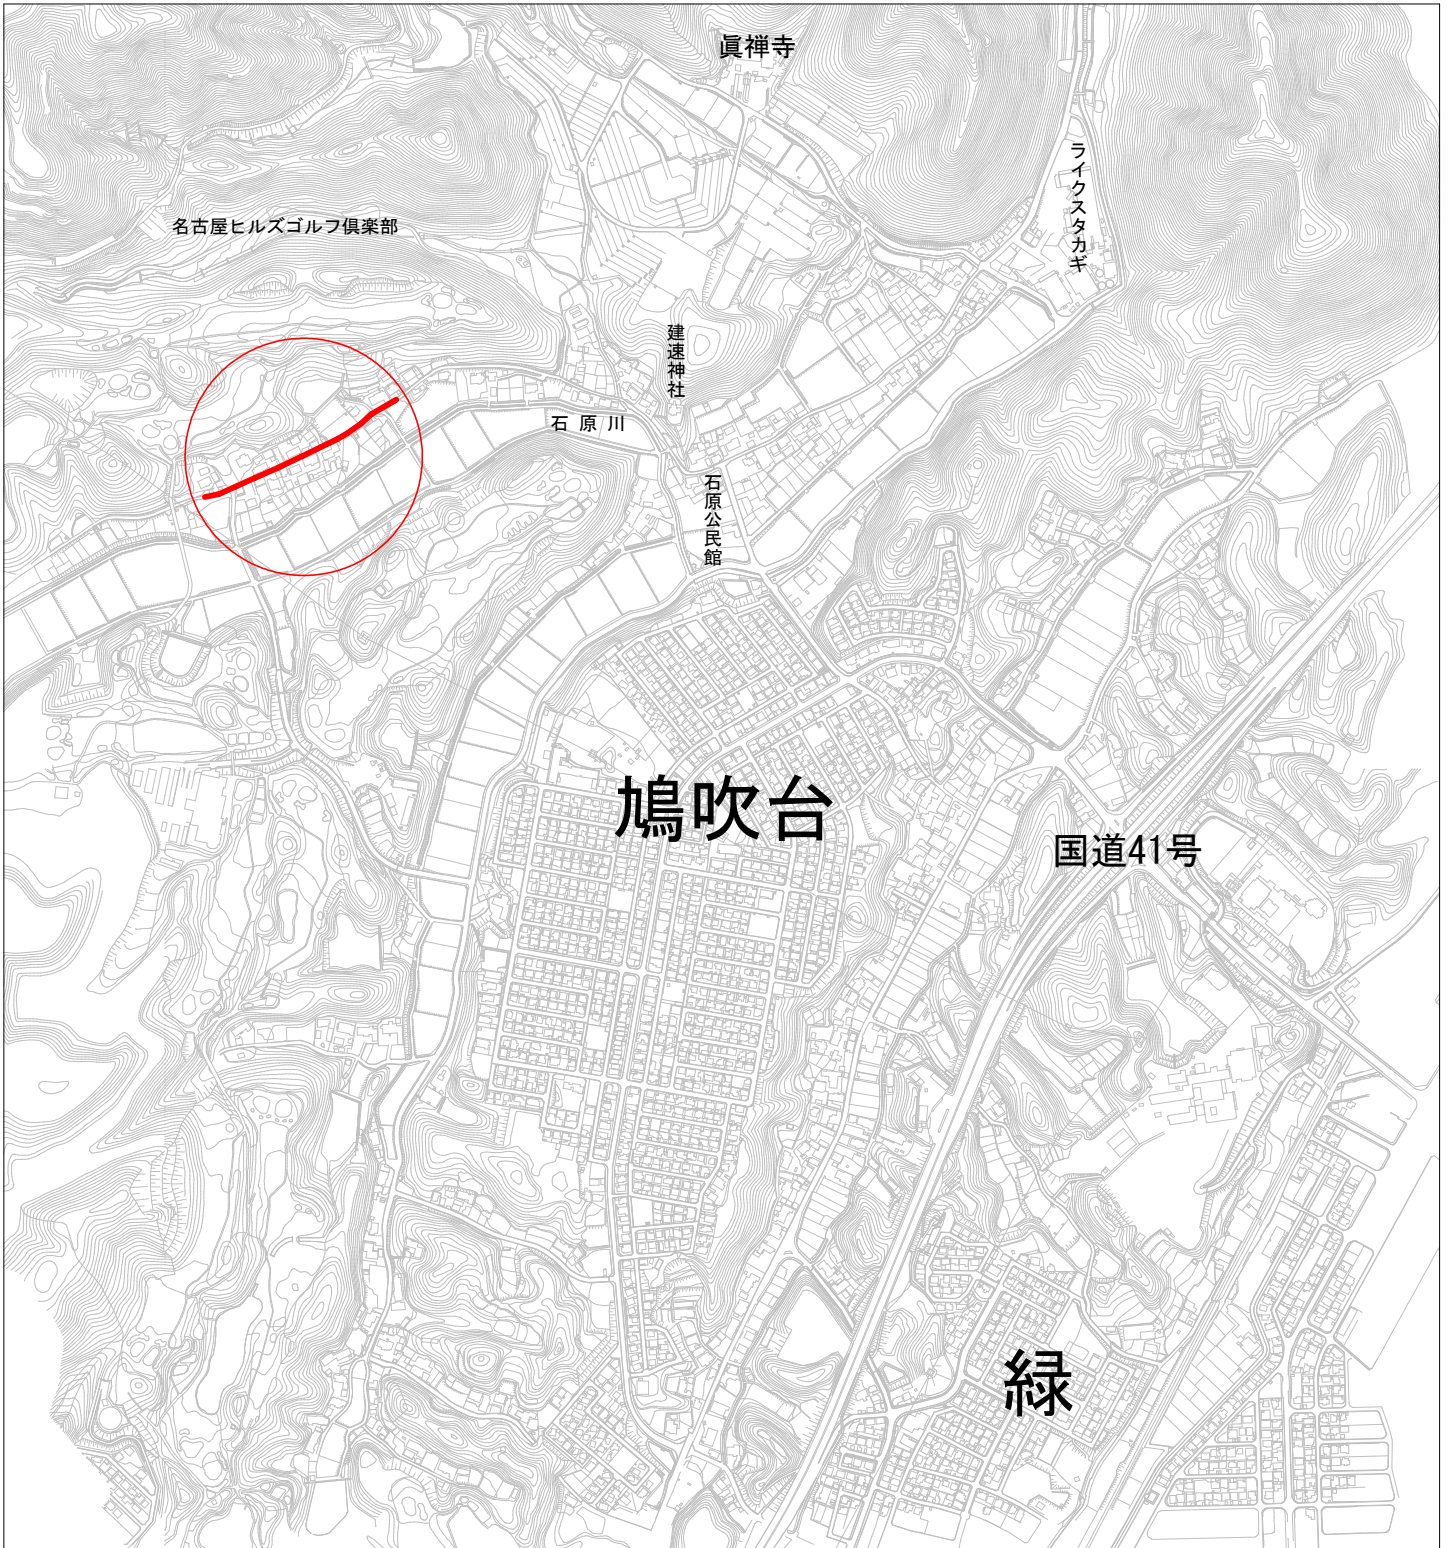 眞禅寺
ライクスタカギ
名古屋ヒルズゴルフ倶楽部
建速神社
石原川
石原公民館
鳩吹台
国道41号
緑